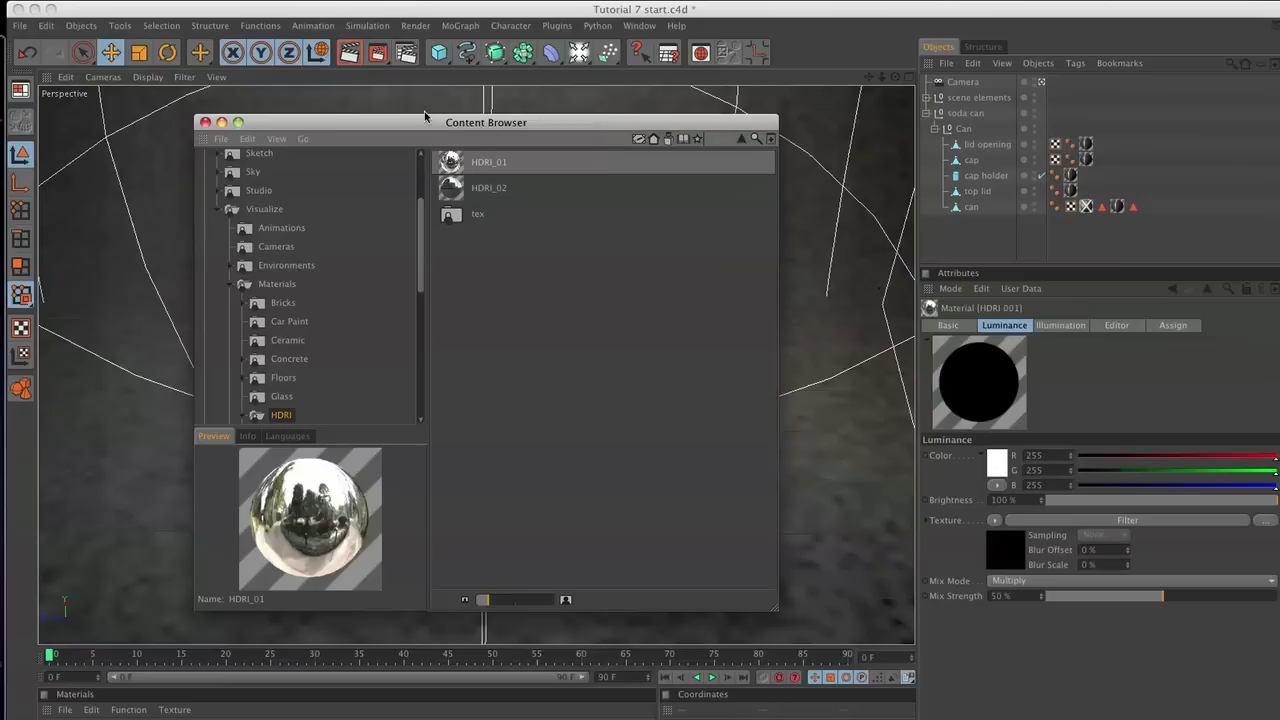 Tutorial 7 start.c4d *
File Edit Objects Tools Selection Structure Functions Animation Simulation Render MoGraph Character Plugins Python Window Help
Edit Cameras Display Filter View
Perspective
Content Browser
File Edit View Go
Sketch
Sky
Studio
Visualize
Animations
Cameras
Environments
Materials
Bricks
Car Paint
Ceramic
Concrete
Floors
Glass
HDRI
HDRI_01
HDRI_02
tex
Preview Info Languages
Name: HDRI_01
Objects Structure
File Edit View Objects Tags Bookmarks
Camera
scene elements
soda can
Can
lid opening
cap
cap holder
top lid
can
Attributes
Mode Edit User Data
Material [HDRI 001]
Basic Luminance Illumination Editor Assign
Luminance
Color R 255
G 255
B 255
Brightness 100 %
Texture Filter ...
Sampling None
Blur Offset 0 %
Blur Scale 0 %
Mix Mode Multiply
Mix Strength 50 %
0 5 10 15 20 25 30 35 40 45 50 55 60 65 70 75 80 85 90 0 F
0 F 0 F 90 F 90 F
Materials
File Edit Function Texture
Coordinates